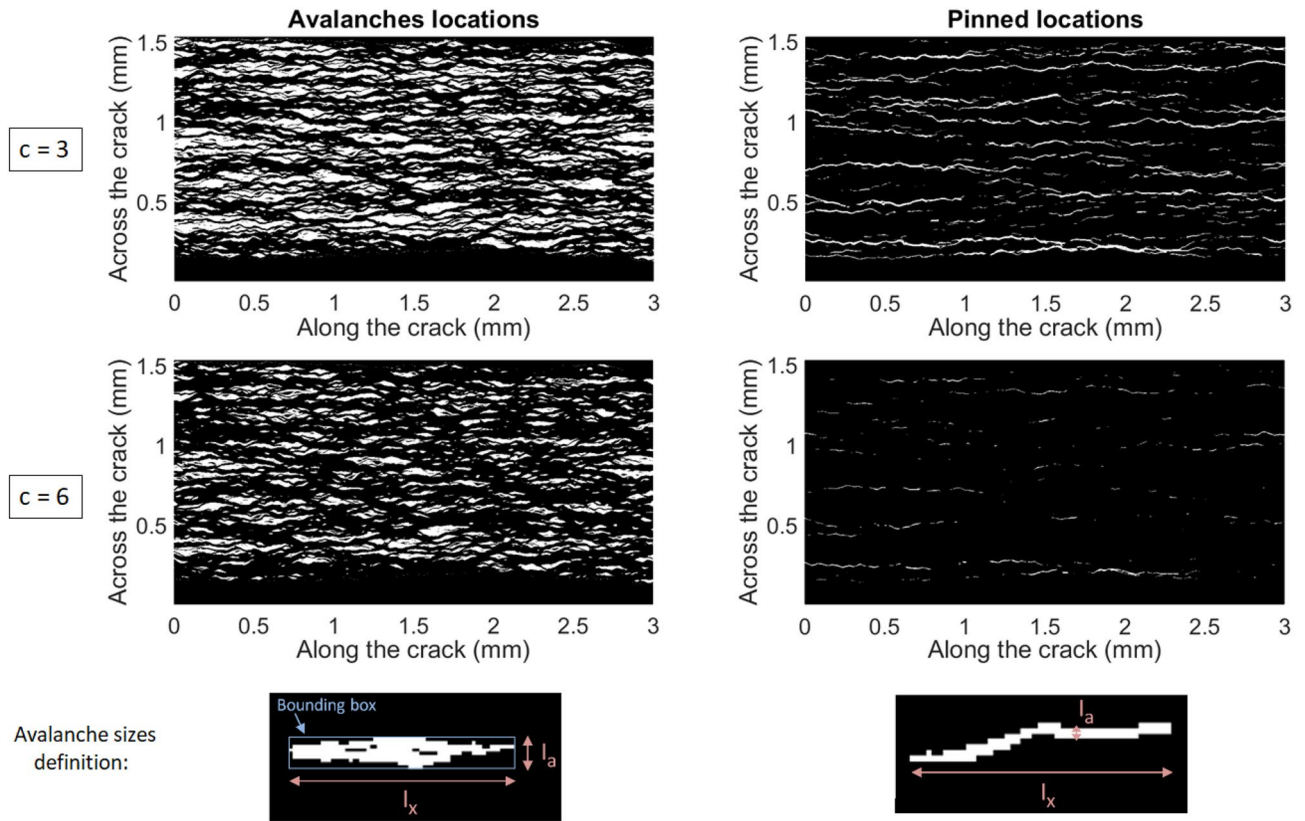 Avalanches locations
Pinned locations
c = 3
Across the crack (mm)
1.5
1
0.5
0
0.5
1
1.5
2
2.5
3
Along the crack (mm)
Across the crack (mm)
1.5
1
0.5
0
0.5
1
1.5
2
2.5
3
Along the crack (mm)
c = 6
Across the crack (mm)
1.5
1
0.5
0
0.5
1
1.5
2
2.5
3
Along the crack (mm)
Across the crack (mm)
1.5
1
0.5
0
0.5
1
1.5
2
2.5
3
Along the crack (mm)
Avalanche sizes
definition:
Bounding box
la
lx
la
lx